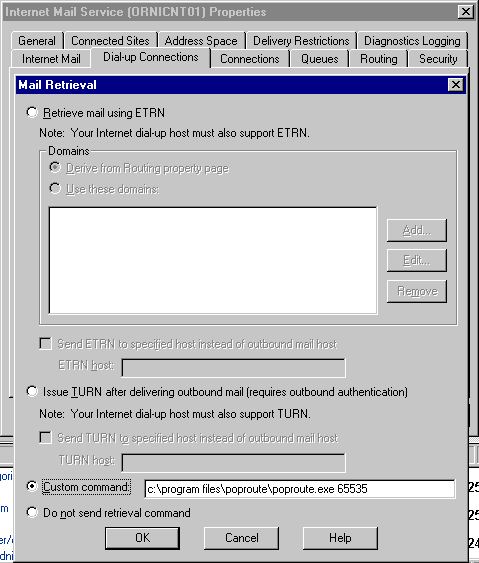 Internet Mail Service (ORNICNT01) Properties
General Connected Sites Address Space Delivery Restrictions Diagnostics Logging
Internet Mail Dial-up Connections Connections Queues Routing Security
Mail Retrieval
Retrieve mail using ETRN
Note: Your Internet dial-up host must also support ETRN.
Domains
Derive from Routing property page
Use these domains:
Add...
Edit...
Remove
Send ETRN to specified host instead of outbound mail host
ETRN host:
Issue TURN after delivering outbound mail (requires outbound authentication)
Note: Your Internet dial-up host must also support TURN.
Send TURN to specified host instead of outbound mail host
TURN host:
Custom command: c:\program files\poproute\poproute.exe 65535
Do not send retrieval command
OK Cancel Help